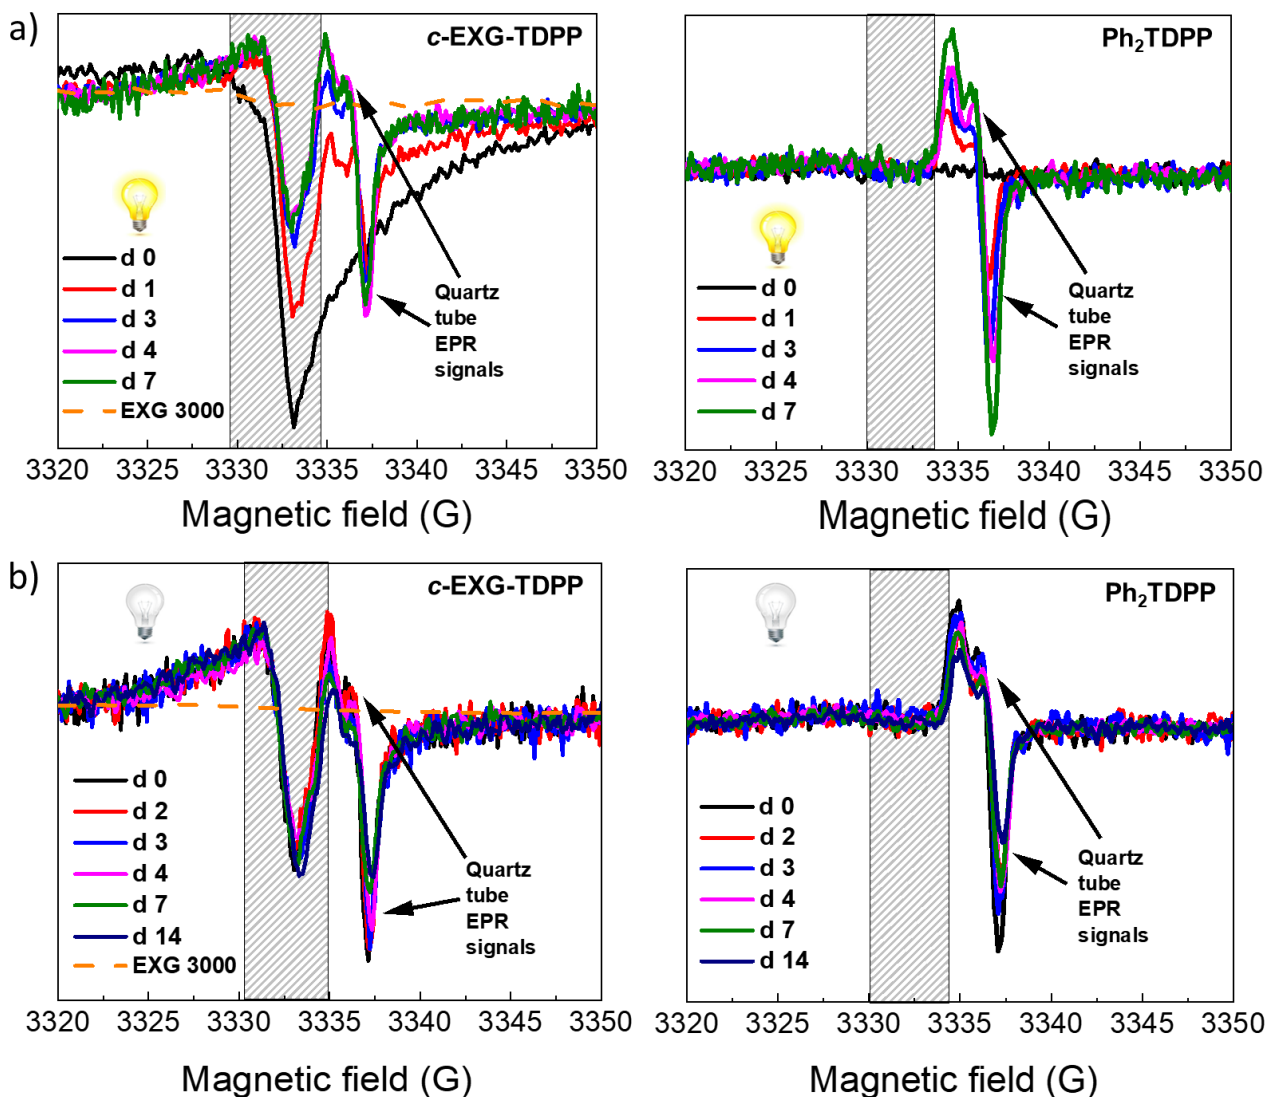 a)
c-EXG-TDPP
d 0
d 1
d 3
d 4
d 7
EXG 3000
Quartz
tube
EPR
signals
3320 3325 3330 3335 3340 3345 3350
Magnetic field (G)
Ph₂TDPP
d 0
d 1
d 3
d 4
d 7
Quartz
tube
EPR
signals
3320 3325 3330 3335 3340 3345 3350
Magnetic field (G)
b)
c-EXG-TDPP
d 0
d 2
d 3
d 4
d 7
d 14
EXG 3000
Quartz
tube
EPR
signals
3320 3325 3330 3335 3340 3345 3350
Magnetic field (G)
Ph₂TDPP
d 0
d 2
d 3
d 4
d 7
d 14
Quartz
tube
EPR
signals
3320 3325 3330 3335 3340 3345 3350
Magnetic field (G)